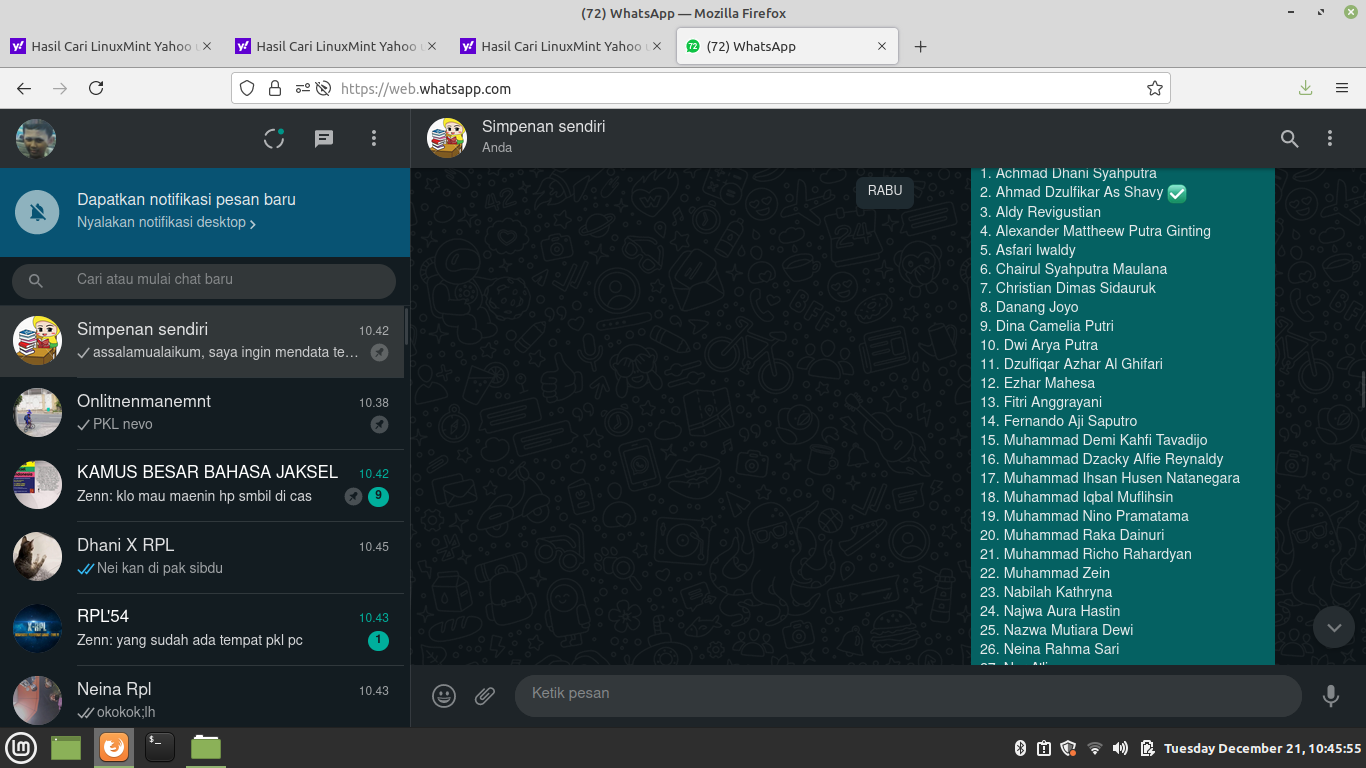 (72) WhatsApp — Mozilla Firefox
Hasil Cari LinuxMint Yahoo
Hasil Cari LinuxMint Yahoo
Hasil Cari LinuxMint Yahoo
72
(72) WhatsApp
https://web.whatsapp.com
Simpenan sendiri
Anda
Dapatkan notifikasi pesan baru
Nyalakan notifikasi desktop
Cari atau mulai chat baru
Simpenan sendiri
10.42
assalamualaikum, saya ingin mendata te…
Onlitnenmanemnt
10.38
PKL nevo
KAMUS BESAR BAHASA JAKSEL
10.42
Zenn: klo mau maenin hp smbil di cas
9
Dhani X RPL
10.45
Nei kan di pak sibdu
RPL'54
10.43
Zenn: yang sudah ada tempat pkl pc
1
Neina Rpl
10.43
okokok;lh
RABU
1. Achmad Dhani Syahputra
2. Ahmad Dzulfikar As Shavy ✅
3. Aldy Revigustian
4. Alexander Mattheew Putra Ginting
5. Asfari Iwaldy
6. Chairul Syahputra Maulana
7. Christian Dimas Sidauruk
8. Danang Joyo
9. Dina Camelia Putri
10. Dwi Arya Putra
11. Dzulfiqar Azhar Al Ghifari
12. Ezhar Mahesa
13. Fitri Anggrayani
14. Fernando Aji Saputro
15. Muhammad Demi Kahfi Tavadijo
16. Muhammad Dzacky Alfie Reynaldy
17. Muhammad Ihsan Husen Natanegara
18. Muhammad Iqbal Muflihsin
19. Muhammad Nino Pramatama
20. Muhammad Raka Dainuri
21. Muhammad Richo Rahardyan
22. Muhammad Zein
23. Nabilah Kathryna
24. Najwa Aura Hastin
25. Nazwa Mutiara Dewi
26. Neina Rahma Sari
Ketik pesan
Tuesday December 21, 10:45:55